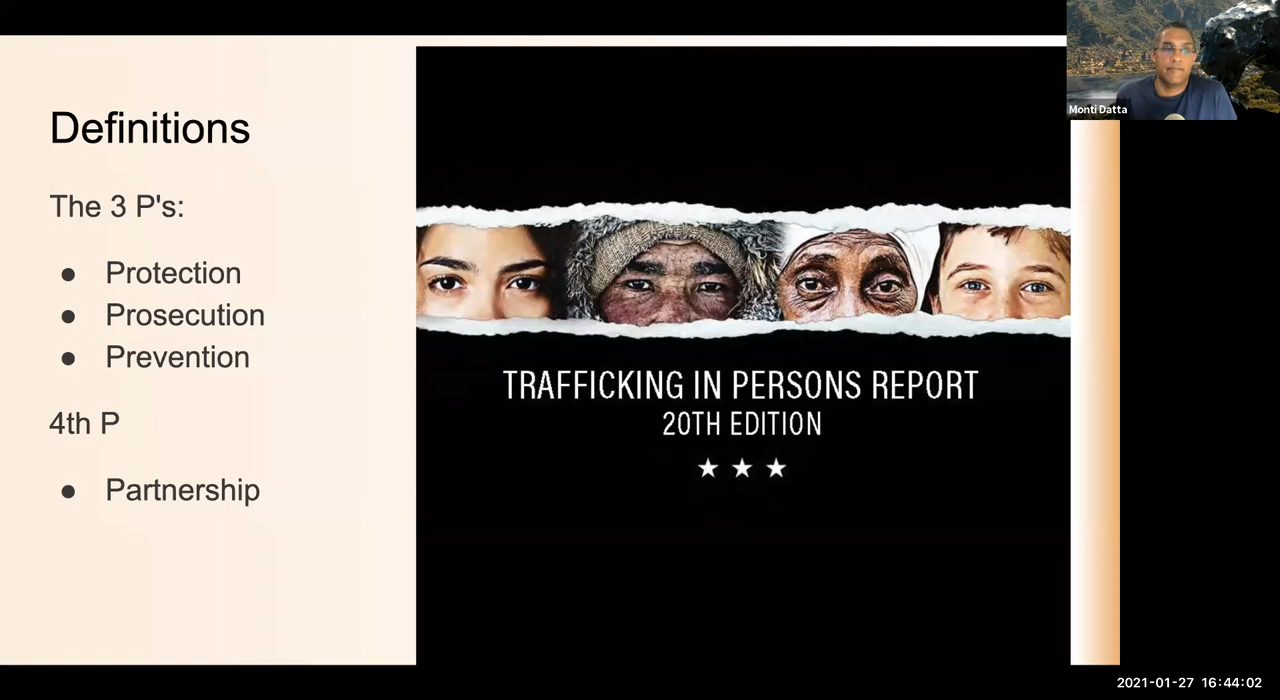 Definitions
The 3 P's:
● Protection
● Prosecution
● Prevention
4th P
● Partnership
TRAFFICKING IN PERSONS REPORT
20TH EDITION
Monti Datta
2021-01-27 16:44:02